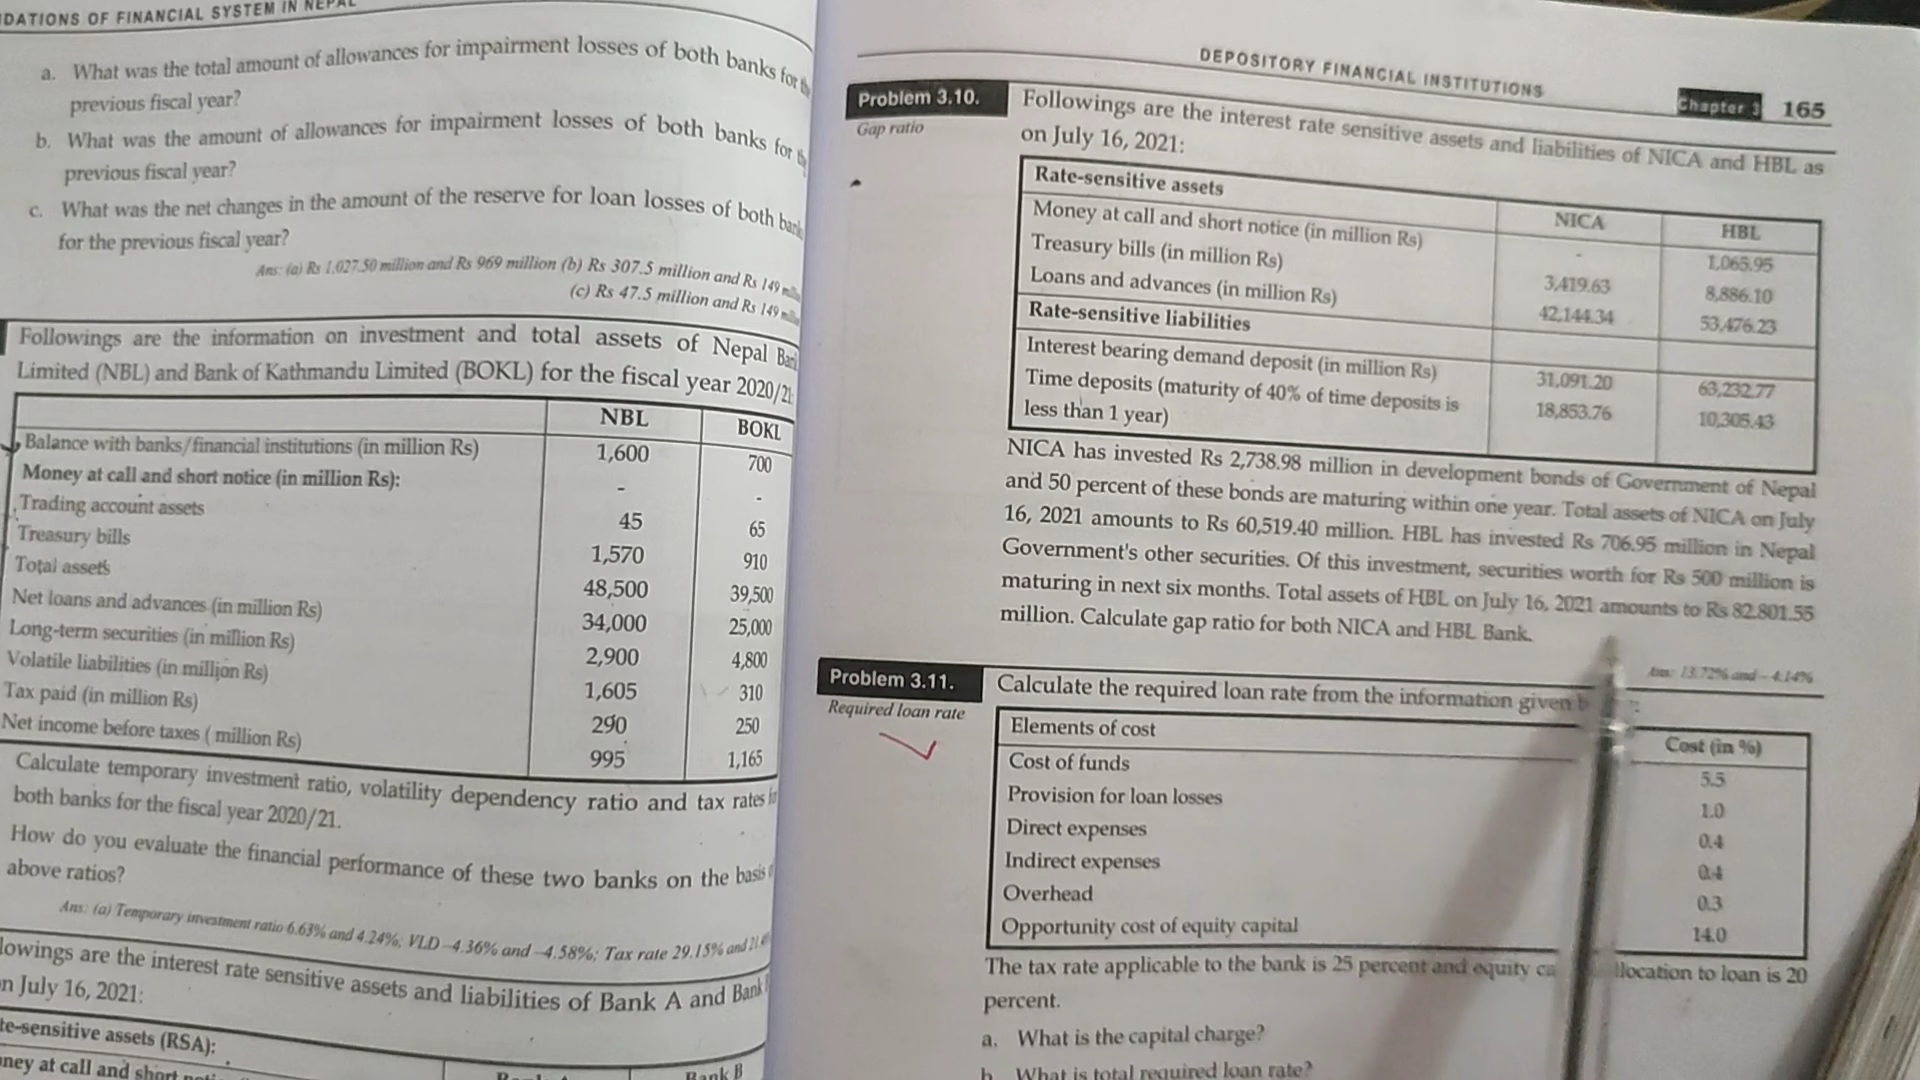 DATIONS OF FINANCIAL SYSTEM IN NEPAL
a. What was the total amount of allowances for impairment losses of both banks for the
previous fiscal year?
b. What was the amount of allowances for impairment losses of both banks for
previous fiscal year?
c. What was the net changes in the amount of the reserve for loan losses of both
for the previous fiscal year?
Ans: (a) Rs 1,027.50 million and Rs 969 million (b) Rs 307.5 million and Rs 149
(c) Rs 47.5 million and Rs 149
Followings are the information on investment and total assets of Nepal
Limited (NBL) and Bank of Kathmandu Limited (BOKL) for the fiscal year 2020/21
NBL BOKL
Balance with banks/financial institutions (in million Rs) 1,600 700
Money at call and short notice (in million Rs): - -
Trading account assets 45 65
Treasury bills 1,570 910
Total assets 48,500 39,500
Net loans and advances (in million Rs) 34,000 25,000
Long-term securities (in million Rs) 2,900 4,800
Volatile liabilities (in million Rs) 1,605 310
Tax paid (in million Rs) 290 250
Net income before taxes ( million Rs) 995 1,165
Calculate temporary investment ratio, volatility dependency ratio and tax rates
both banks for the fiscal year 2020/21.
How do you evaluate the financial performance of these two banks on the basis
above ratios?
Ans: (a) Temporary investment ratio 6.63% and 4.24%; VLD -4.36% and -4.58%; Tax rate 29.15% and
lowings are the interest rate sensitive assets and liabilities of Bank A and Bank
n July 16, 2021:
te-sensitive assets (RSA):
ney at call and short
Bank B
DEPOSITORY FINANCIAL INSTITUTIONS
Chapter 3 165
Problem 3.10. Followings are the interest rate sensitive assets and liabilities of NICA and HBL as
Gap ratio on July 16, 2021:
Rate-sensitive assets NICA HBL
Money at call and short notice (in million Rs) - 1,065.95
Treasury bills (in million Rs) 3,419.63 8,886.10
Loans and advances (in million Rs) 42,144.34 53,476.23
Rate-sensitive liabilities
Interest bearing demand deposit (in million Rs) 31,091.20 63,232.77
Time deposits (maturity of 40% of time deposits is 18,853.76 10,305.43
less than 1 year)
NICA has invested Rs 2,738.98 million in development bonds of Government of Nepal
and 50 percent of these bonds are maturing within one year. Total assets of NICA on July
16, 2021 amounts to Rs 60,519.40 million. HBL has invested Rs 706.95 million in Nepal
Government's other securities. Of this investment, securities worth for Rs 500 million is
maturing in next six months. Total assets of HBL on July 16, 2021 amounts to Rs 82.801.55
million. Calculate gap ratio for both NICA and HBL Bank.
Ans: 13.72% and - 4.14%
Problem 3.11. Calculate the required loan rate from the information given
Required loan rate
Elements of cost Cost (in %)
Cost of funds 5.5
Provision for loan losses 1.0
Direct expenses 0.4
Indirect expenses 0.4
Overhead 0.3
Opportunity cost of equity capital 14.0
The tax rate applicable to the bank is 25 percent and equity llocation to loan is 20
percent.
a. What is the capital charge?
b What is total required loan rate?